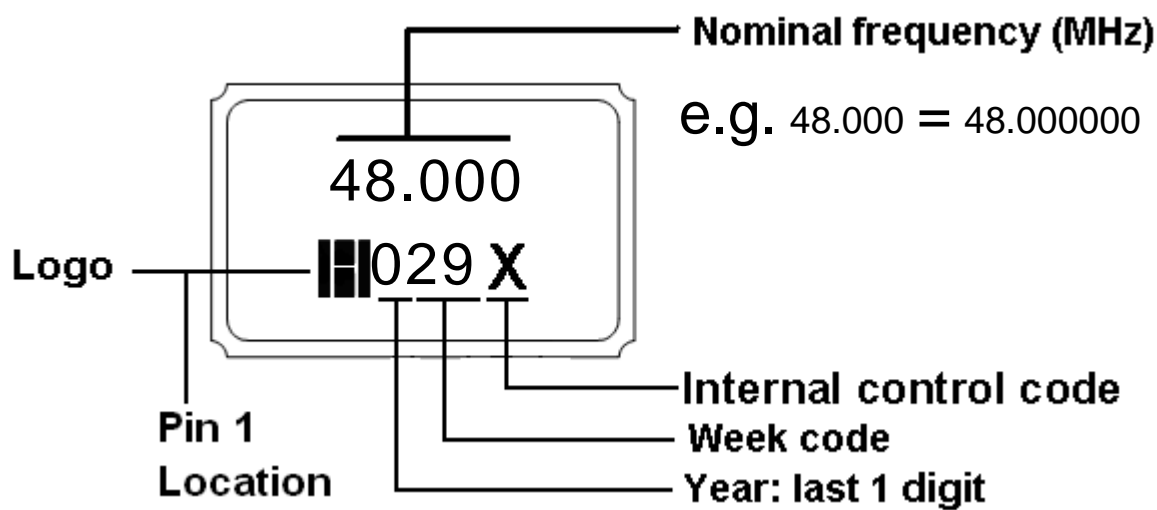 Nominal frequency (MHz)
e.g. 48.000 = 48.000000
48.000
Logo
029 X
Internal control code
Pin 1
Location
Week code
Year: last 1 digit